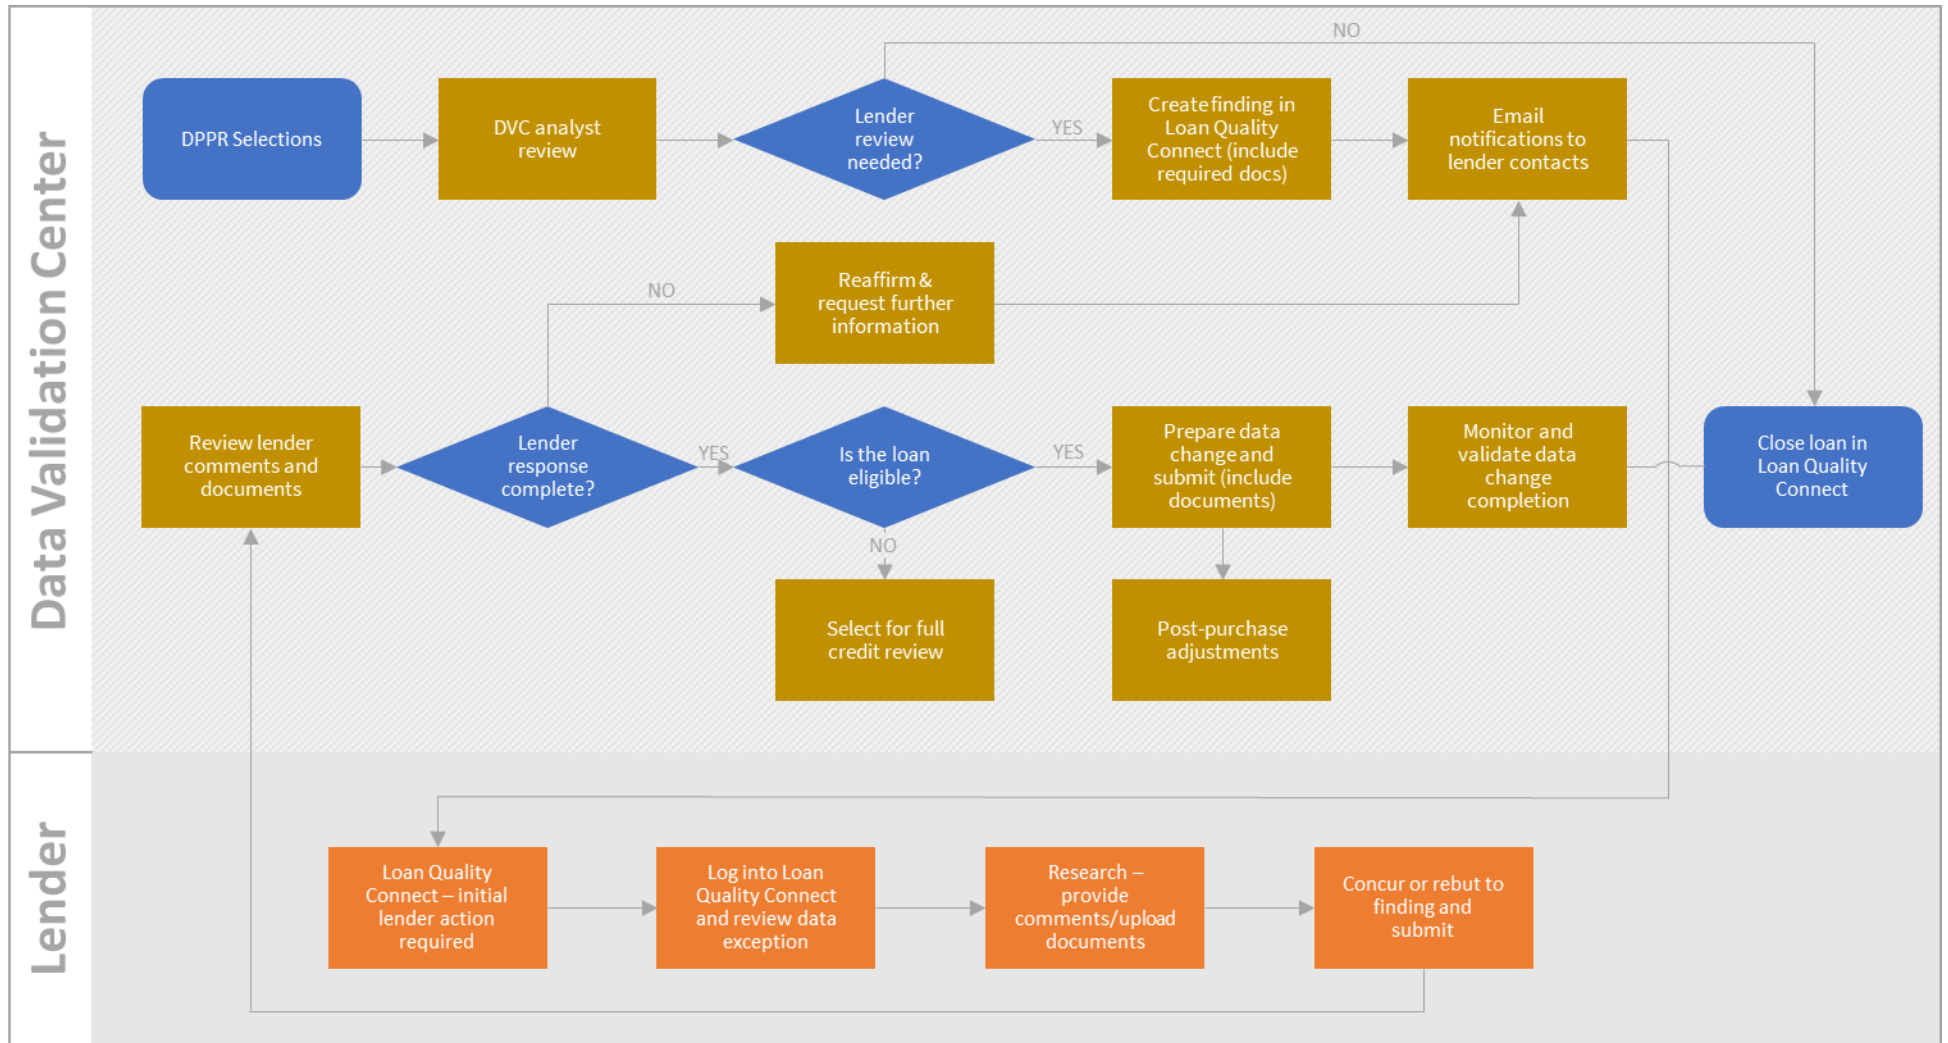 Data Validation Center
NO
DPPR Selections
DVC analyst
review
Lender
review
needed?
YES
Create finding in
Loan Quality
Connect (include
required docs)
Email
notifications to
lender contacts
NO
Reaffirm &
request further
information
Review lender
comments and
documents
Lender
response
complete?
YES
Is the loan
eligible?
YES
Prepare data
change and
submit (include
documents)
Monitor and
validate data
change
completion
Close loan in
Loan Quality
Connect
NO
Select for full
credit review
Post-purchase
adjustments
Lender
Loan Quality
Connect – initial
lender action
required
Log into Loan
Quality Connect
and review data
exception
Research –
provide
comments/upload
documents
Concur or rebut to
finding and
submit